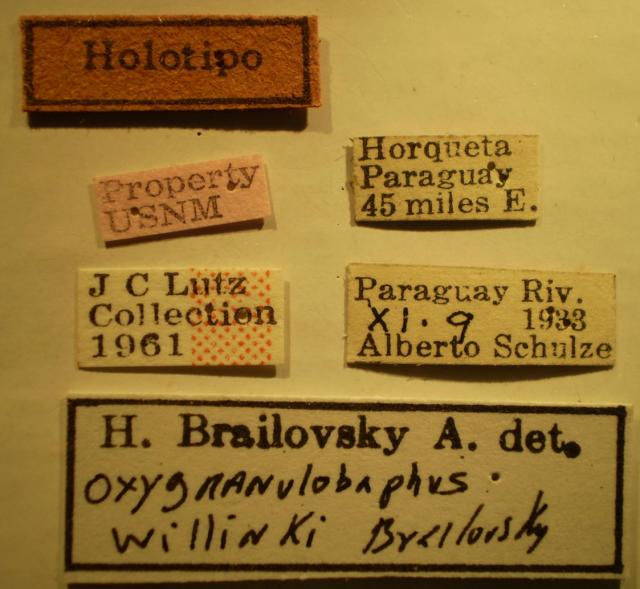 Holotipo
Property
USNM
Horqueta
Paraguay
45 miles E.
J C Lutz
Collection
1961
Paraguay Riv.
XI.9 1933
Alberto Schulze
H. Brailovsky A. det.
oxygranulobaphus
willinki Brailovsky